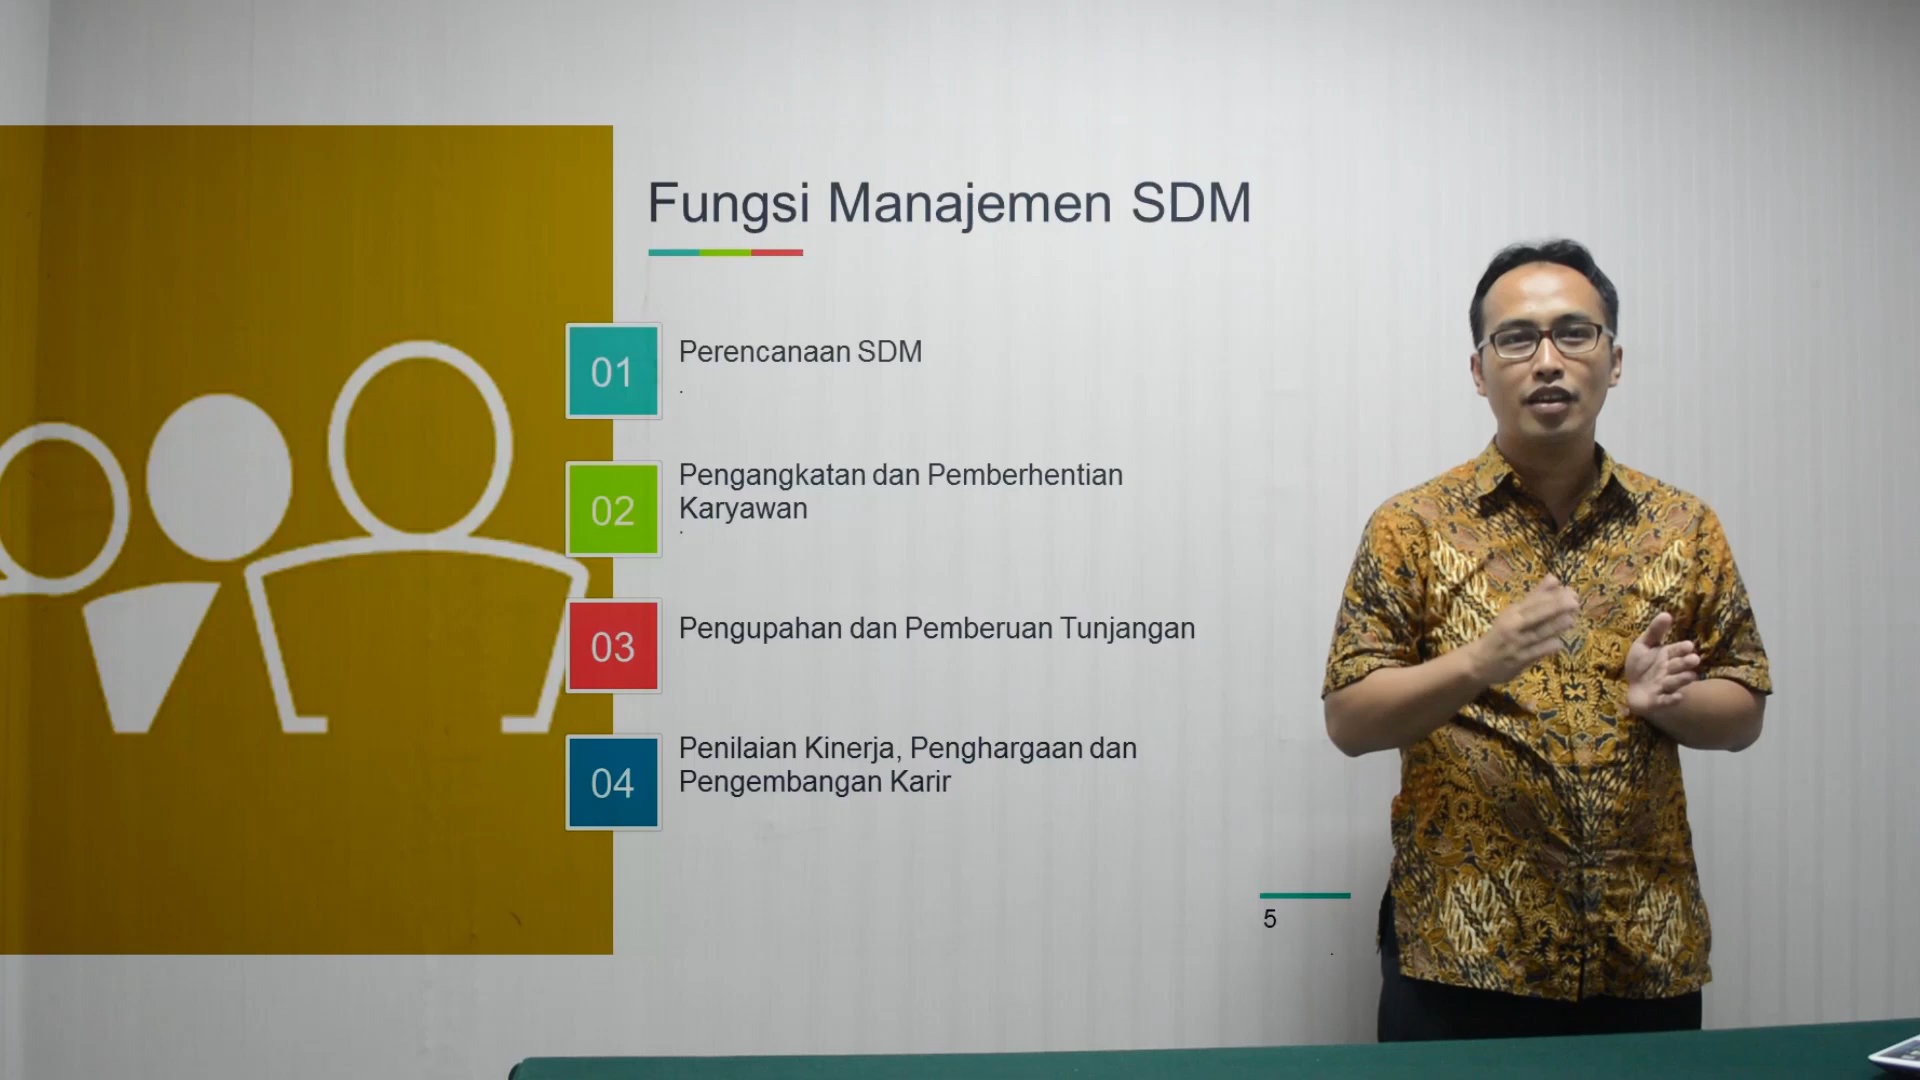 Fungsi Manajemen SDM
01
Perencanaan SDM
.
02
Pengangkatan dan Pemberhentian
Karyawan
.
03
Pengupahan dan Pemberuan Tunjangan
04
Penilaian Kinerja, Penghargaan dan
Pengembangan Karir
5
.